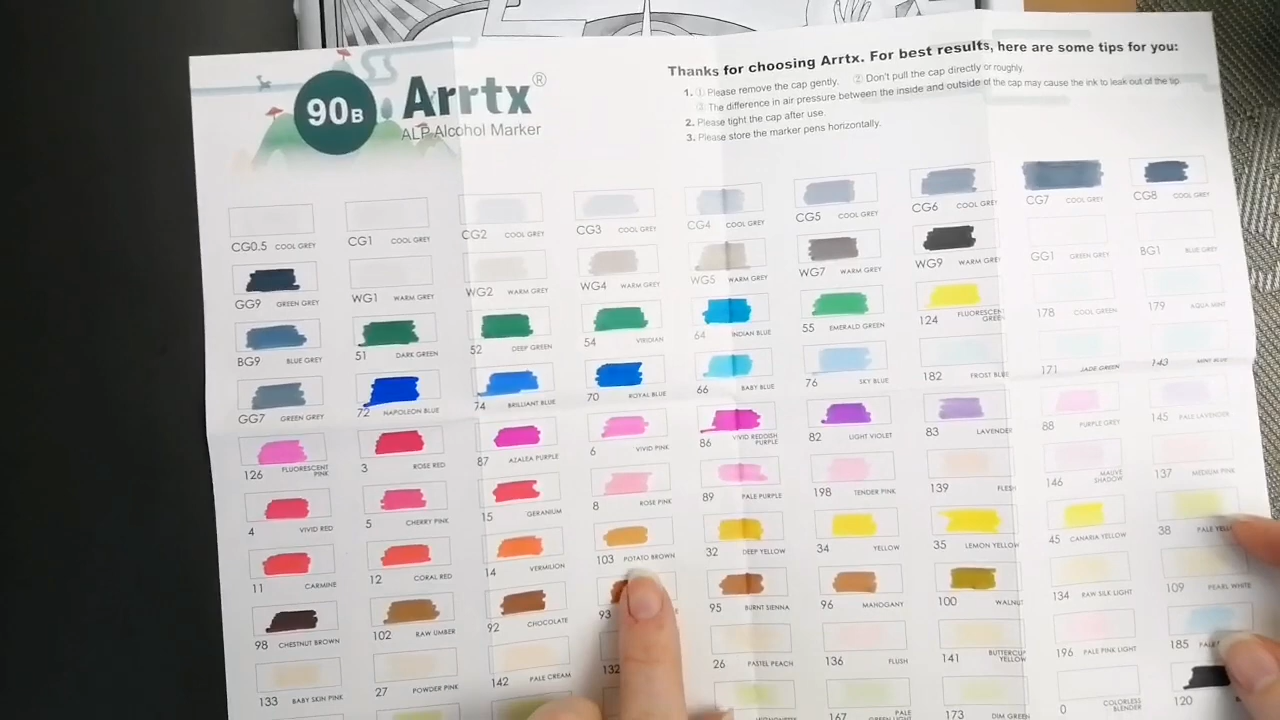 90B Arrtx®
ALP Alcohol Marker
Thanks for choosing Arrtx. For best results, here are some tips for you:
1. ① Please remove the cap gently. ② Don't pull the cap directly or roughly.
③ The difference in air pressure between the inside and outside of the cap may cause the ink to leak out of the tip
2. Please tight the cap after use.
3. Please store the marker pens horizontally.
CG0.5 COOL GREY CG1 COOL GREY CG2 COOL GREY CG3 COOL GREY CG4 COOL GREY CG5 COOL GREY CG6 COOL GREY CG7 COOL GREY CG8 COOL GREY
GG9 GREEN GREY WG1 WARM GREY WG2 WARM GREY WG4 WARM GREY WG5 WARM GREY WG7 WARM GREY WG9 WARM GREY GG1 GREEN GREY BG1 BLUE GREY
BG9 BLUE GREY 51 DARK GREEN 52 DEEP GREEN 54 VIRIDIAN 64 INDIAN BLUE 55 EMERALD GREEN 124 FLUORESCENT GREEN 178 COOL GREEN 179 AQUA MINT
GG7 GREEN GREY 72 NAPOLEON BLUE 74 BRILLIANT BLUE 70 ROYAL BLUE 66 BABY BLUE 76 SKY BLUE 182 FROST BLUE 171 JADE GREEN 143 MINT BLUE
126 FLUORESCENT PINK 3 ROSE RED 87 AZALEA PURPLE 6 VIVID PINK 86 VIVID REDDISH PURPLE 82 LIGHT VIOLET 83 LAVENDER 88 PURPLE GREY 145 PALE LAVENDER
4 VIVID RED 5 CHERRY PINK 15 GERANIUM 8 ROSE PINK 89 PALE PURPLE 198 TENDER PINK 139 FLESH 146 MAUVE SHADOW 137 MEDIUM PINK
11 CARMINE 12 CORAL RED 14 VERMILION 103 POTATO BROWN 32 DEEP YELLOW 34 YELLOW 35 LEMON YELLOW 45 CANARIA YELLOW 38 PALE
98 CHESTNUT BROWN 102 RAW UMBER 92 CHOCOLATE 93 95 BURNT SIENNA 96 MAHOGANY 100 WALNUT 134 RAW SILK LIGHT 109 PEARL WHITE
133 BABY SKIN PINK 27 POWDER PINK 142 PALE CREAM 132 26 PASTEL PEACH 136 FLUSH 141 BUTTERCUP YELLOW 196 PALE PINK LIGHT 185
167 PALE 173 DIM GREEN 0 COLORLESS BLENDER 120